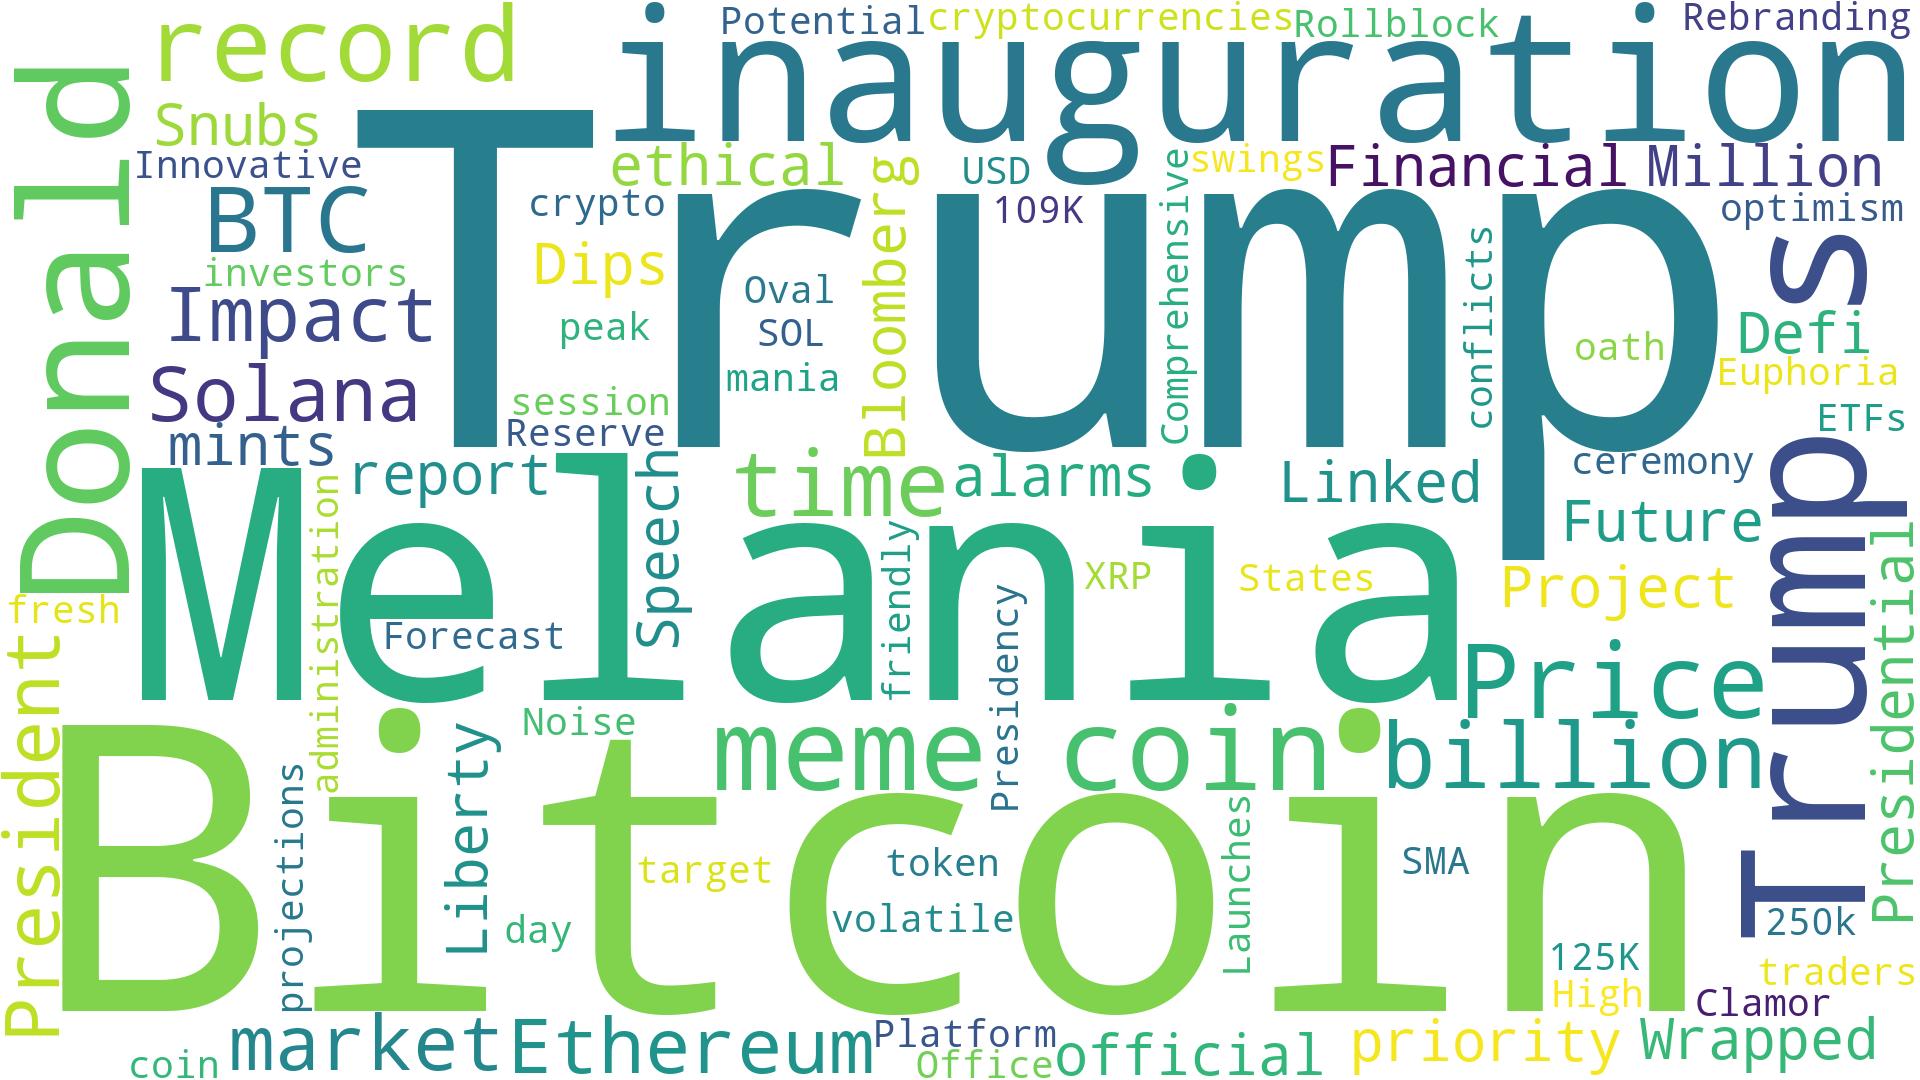 Potential
cryptocurrencies
Rollblock
Rebranding
record
inauguration
Donald
Snubs
Trump
Innovative
ethical
Bloomberg
USD
Comprehensive
swings
Financial
Million
BTC
crypto
109K
optimism
investors
Dips
Oval
conflicts
Trump s
Impact
peak
SOL
oath
Defi
Solana
mania
Euphoria
session
ETFs
mints
Reserve
report
Speech
time
alarms
Linked
ceremony
Melania
administration
friendly
Future
Presidential
XRP
States
Project
fresh
Forecast
Presidency
President
Price
Noise
Liberty
meme coin
billion
Bitcoin
projections
Launches
target
token
SMA
day
volatile
250k
125K
traders
High
Clamor
market
Ethereum
Platform
priority
Wrapped
coin
Office
official